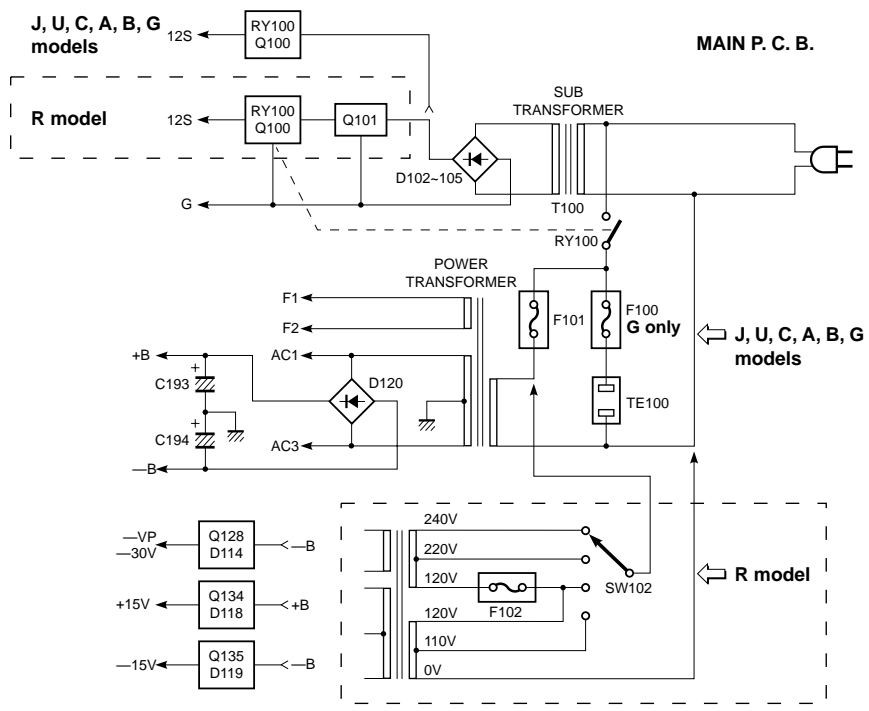 J, U, C, A, B, G
models
12S
RY100
Q100
MAIN P. C. B.
R model
12S
RY100
Q100
Q101
SUB
TRANSFORMER
D102~105
G
T100
RY100
POWER
TRANSFORMER
F1
F2
F101
F100
G only
J, U, C, A, B, G
models
+B
AC1
D120
+
C193
TE100
+
C194
AC3
—B
—VP
—30V
Q128
D114
—B
240V
220V
120V
SW102
R model
+15V
Q134
D118
+B
F102
120V
110V
—15V
Q135
D119
—B
0V